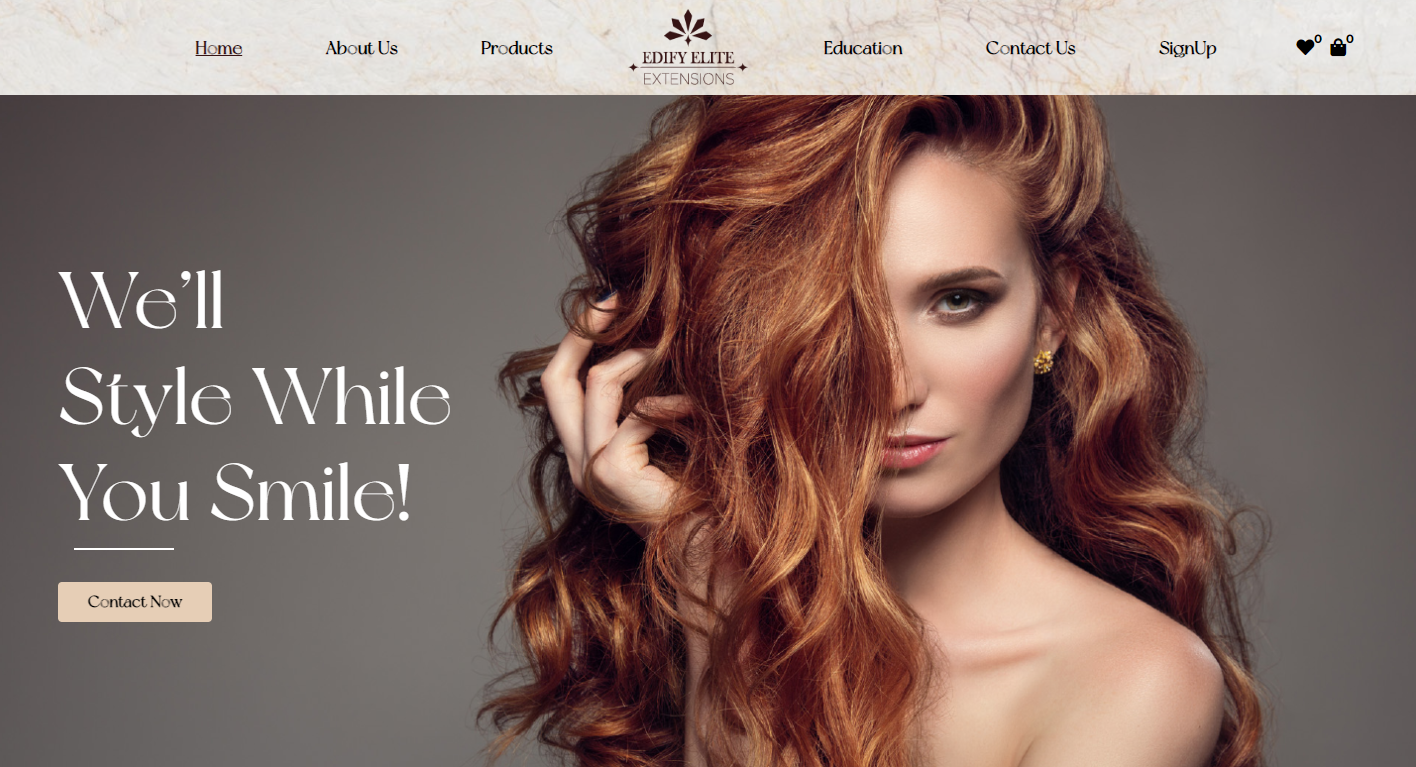 Home
About Us
Products
EDIFY ELITE
EXTENSIONS
Education
Contact Us
SignUp
0
0
We'll
Style While
You Smile!
Contact Now